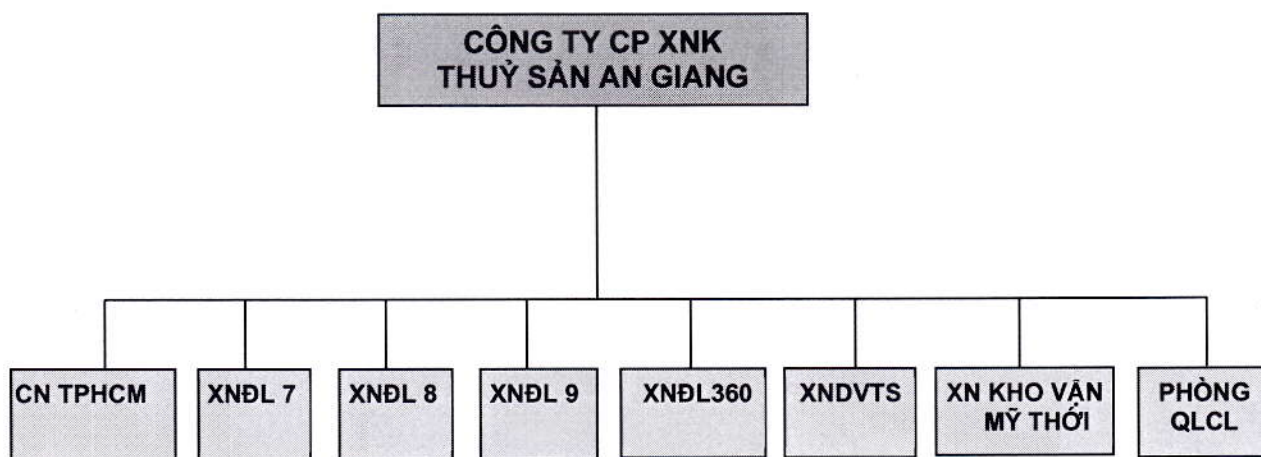 CÔNG TY CP XNK
THUỶ SẢN AN GIANG
CN TPHCM
XNĐL 7
XNĐL 8
XNĐL 9
XNĐL360
XNDVTS
XN KHO VẬN
MỸ THỚI
PHÒNG
QLCL